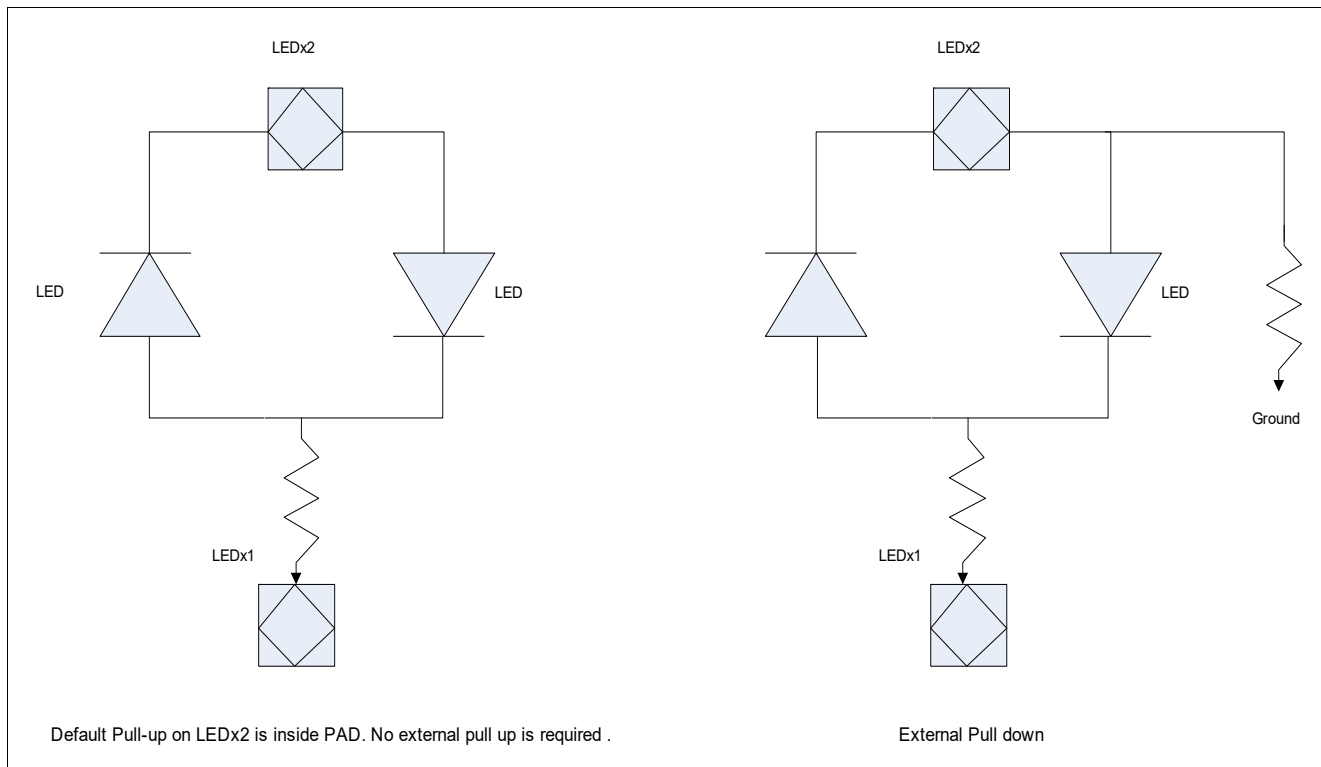 LEDx2
LED
LED
LEDx1
Default Pull-up on LEDx2 is inside PAD. No external pull up is required .
LEDx2
LED
Ground
LEDx1
External Pull down